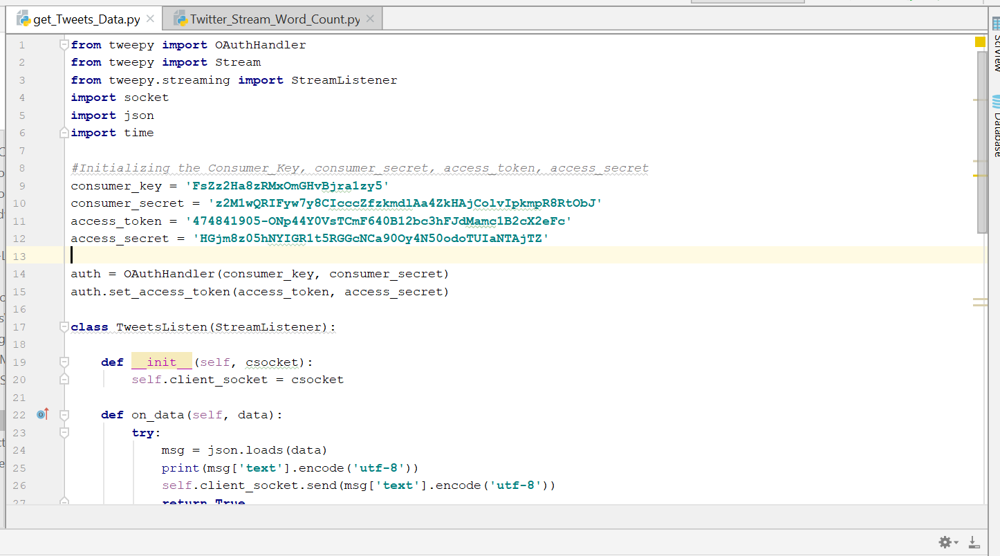 get_Tweets_Data.py
Twitter_Stream_Word_Count.py
1 from tweepy import OAuthHandler
2 from tweepy import Stream
3 from tweepy.streaming import StreamListener
4 import socket
5 import json
6 import time
7
8 #Initializing the Consumer_Key, consumer_secret, access_token, access_secret
9 consumer_key = 'FsZz2Ha8zRMxOmGHvBjra1zy5'
10 consumer_secret = 'z2M1wQRIFyw7y8CIcccZfzkmdlAa4ZkHAjColvIpkmpR8RtObJ'
11 access_token = '474841905-ONp44Y0VsTCmF640B12bc3hFJdMamc1B2cX2eFc'
12 access_secret = 'HGjm8z05hNYIGR1t5RGGcNCa90Oy4N50odoTUIaNTAjTZ'
13
14 auth = OAuthHandler(consumer_key, consumer_secret)
15 auth.set_access_token(access_token, access_secret)
16
17 class TweetsListen(StreamListener):
18
19 def __init__(self, csocket):
20 self.client_socket = csocket
21
22 def on_data(self, data):
23 try:
24 msg = json.loads(data)
25 print(msg['text'].encode('utf-8'))
26 self.client_socket.send(msg['text'].encode('utf-8'))
27 return True
SciView
Database